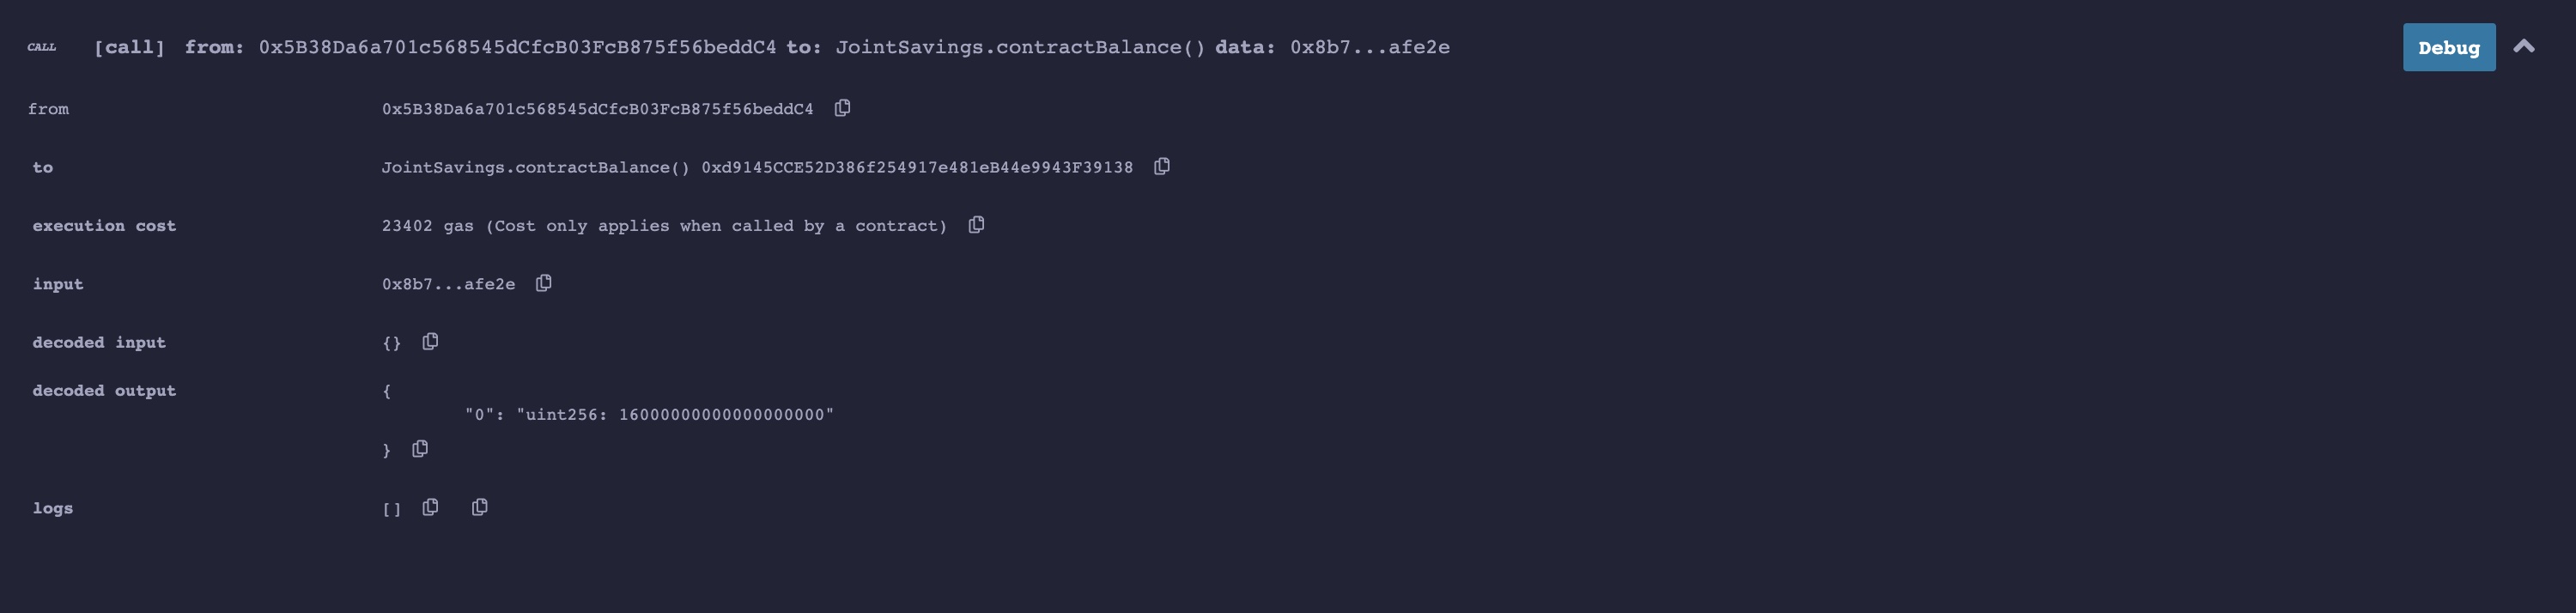 CALL [call] from: 0x5B38Da6a701c568545dCfcB03FcB875f56beddC4 to: JointSavings.contractBalance() data: 0x8b7...afe2e Debug
from 0x5B38Da6a701c568545dCfcB03FcB875f56beddC4
to JointSavings.contractBalance() 0xd9145CCE52D386f254917e481eB44e9943F39138
execution cost 23402 gas (Cost only applies when called by a contract)
input 0x8b7...afe2e
decoded input {}
decoded output {
"0": "uint256: 16000000000000000000"
}
logs []